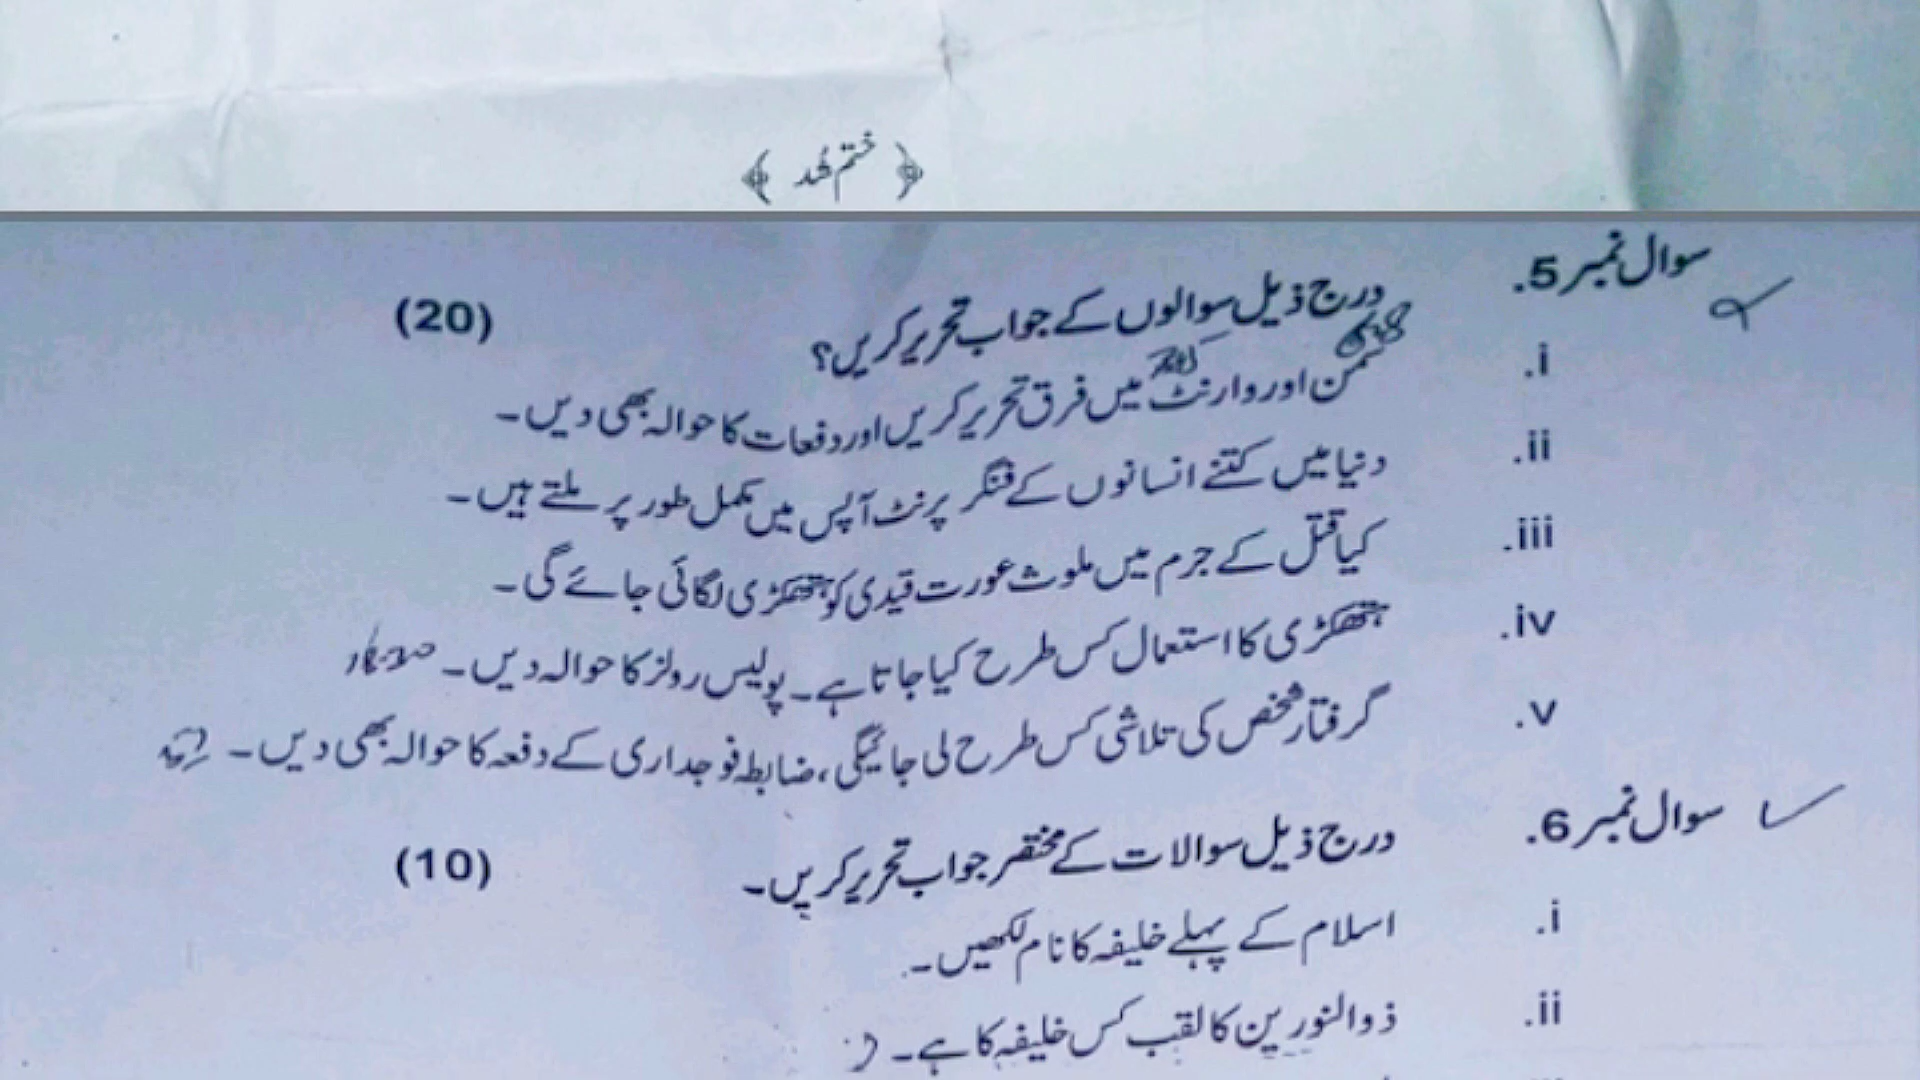 ﴿ ختم شد ﴾
سوال نمبر 5. درج ذیل سوالوں کے جواب تحریر کریں؟ (20)
i. سمن اور وارنٹ میں فرق تحریر کریں اور دفعات کا حوالہ بھی دیں۔
ii. دنیا میں کتنے انسانوں کے فنگر پرنٹ آپس میں مکمل طور پر ملتے ہیں۔
iii. کیا قتل کے جرم میں ملوث عورت قیدی کو ہتھکڑی لگائی جائے گی۔
iv. ہتھکڑی کا استعمال کس طرح کیا جاتا ہے۔ پولیس رولز کا حوالہ دیں۔
v. گرفتار شخص کی تلاشی کس طرح لی جائیگی، ضابطہ فوجداری کے دفعہ کا حوالہ بھی دیں۔
سوال نمبر 6. درج ذیل سوالات کے مختصر جواب تحریر کریں۔ (10)
i. اسلام کے پہلے خلیفہ کا نام لکھیں۔
ii. ذوالنورین کا لقب کس خلیفہ کا ہے۔